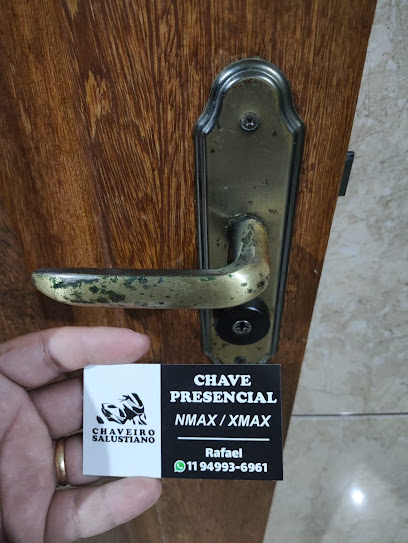 CHAVEIRO
SALUSTIANO
CHAVE
PRESENCIAL
NMAX / XMAX
Rafael
11 94993-6961